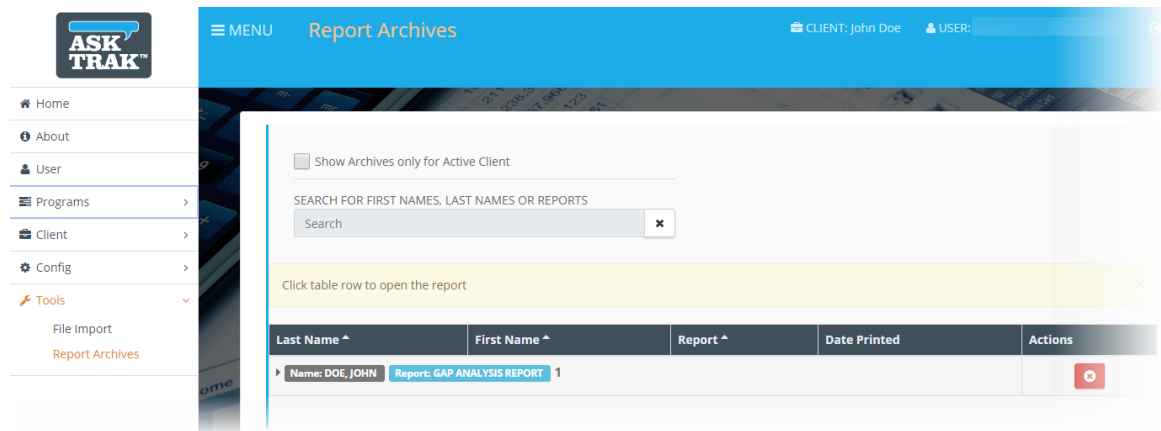 ASK
TRAK™
MENU
Report Archives
CLIENT: John Doe
USER:
Home
About
User
Programs
Client
Config
Tools
File Import
Report Archives
Show Archives only for Active Client
SEARCH FOR FIRST NAMES, LAST NAMES OR REPORTS
Search
Click table row to open the report
Last Name First Name Report Date Printed Actions
Name: DOE, JOHN Report: GAP ANALYSIS REPORT 1